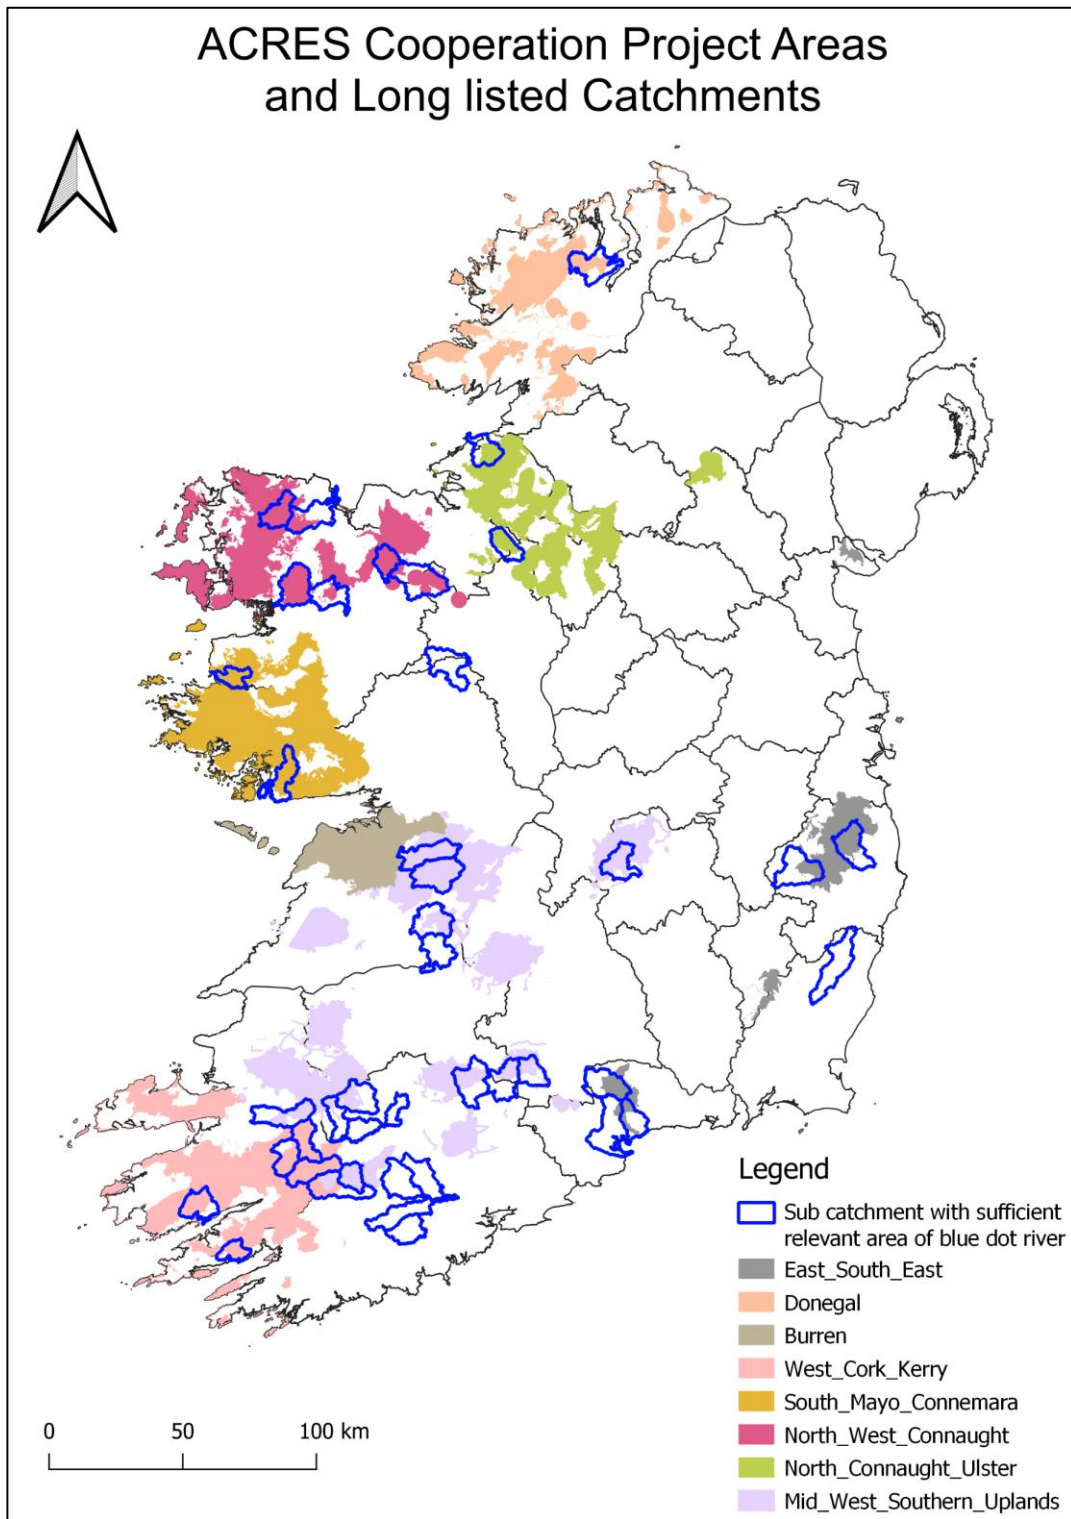 ACRES Cooperation Project Areas
and Long listed Catchments
Legend
Sub catchment with sufficient
relevant area of blue dot river
East_South_East
Donegal
Burren
West_Cork_Kerry
South_Mayo_Connemara
North_West_Connaught
North_Connaught_Ulster
Mid_West_Southern_Uplands
0 50 100 km